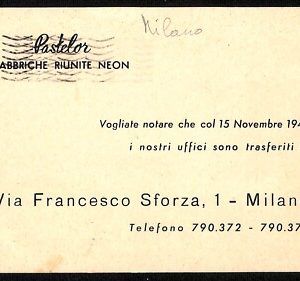 Milano
Pastelor
ABBRICHE RIUNITE NEON
Vogliate notare che col 15 Novembre 194
i nostri uffici sono trasferiti
Via Francesco Sforza, 1 - Milan
Telefono 790.372 - 790.37